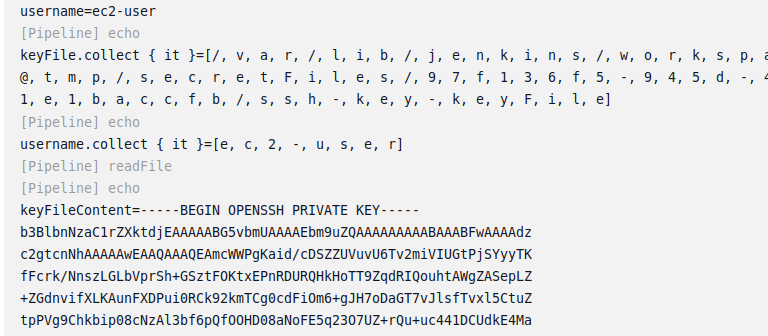 username=ec2-user
[Pipeline] echo
keyFile.collect { it }=[/, v, a, r, /, l, i, b, /, j, e, n, k, i, n, s, /, w, o, r, k, s, p, a
@, t, m, p, /, s, e, c, r, e, t, F, i, l, e, s, /, 9, 7, f, 1, 3, 6, f, 5, -, 9, 4, 5, d, -, 4
1, e, 1, b, a, c, c, f, b, /, s, s, h, -, k, e, y, -, k, e, y, F, i, l, e]
[Pipeline] echo
username.collect { it }=[e, c, 2, -, u, s, e, r]
[Pipeline] readFile
[Pipeline] echo
keyFileContent=-----BEGIN OPENSSH PRIVATE KEY-----
b3BlbnNzaC1rZXktdjEAAAAABG5vbmUAAAAEbm9uZQAAAAAAAAABAAABFwAAAAdz
c2gtcnNhAAAAAwEAAQAAAQEAmcWWPgKaid/cDSZZUVuvU6Tv2miVIUGtPjSYyyTK
fFcrk/NnszLGLbVprSh+GSztFOKtxEPnRDURQHkHoTT9ZqdRIQouhtAWgZASepLZ
+ZGdnvifXLKAunFXDPui0RCk92kmTCg0cdFiOm6+gJH7oDaGT7vJlsfTvxl5CtuZ
tpPVg9Chkbip08cNzAl3bf6pQfOOHD08aNoFE5q23O7UZ+rQu+uc441DCUdkE4Ma